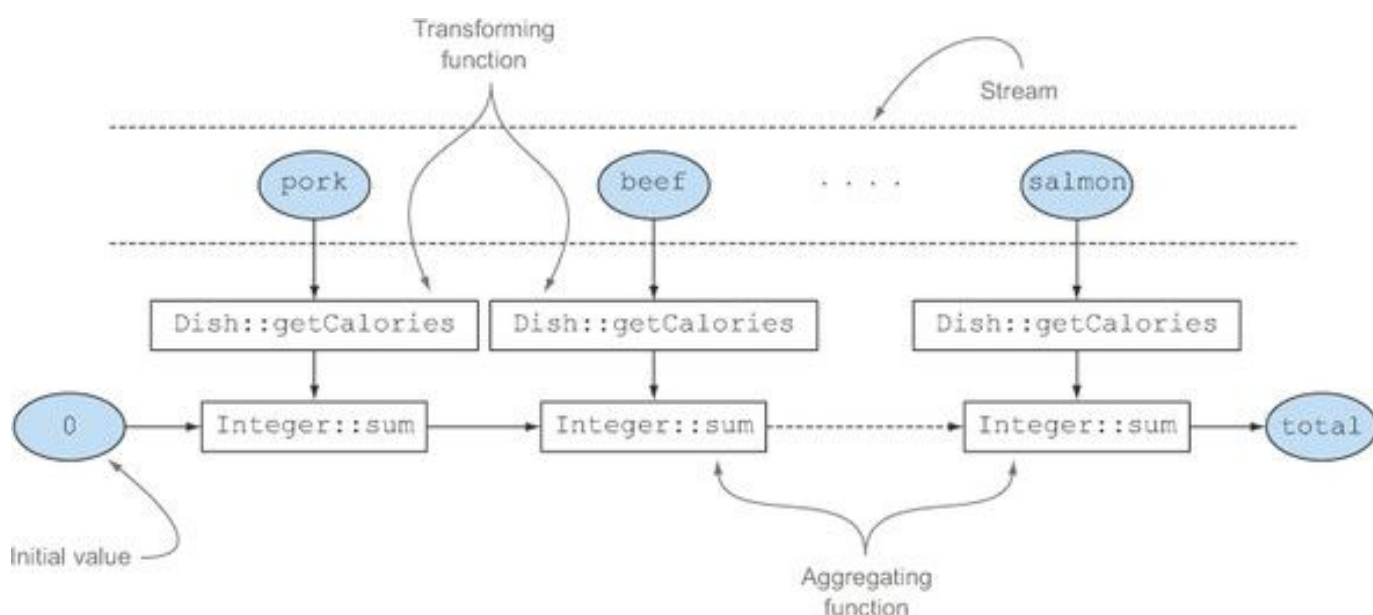 Transforming
function
Stream
pork
beef
. . . .
salmon
Dish::getCalories
Dish::getCalories
Dish::getCalories
0
Integer::sum
Integer::sum
Integer::sum
total
Initial value
Aggregating
function